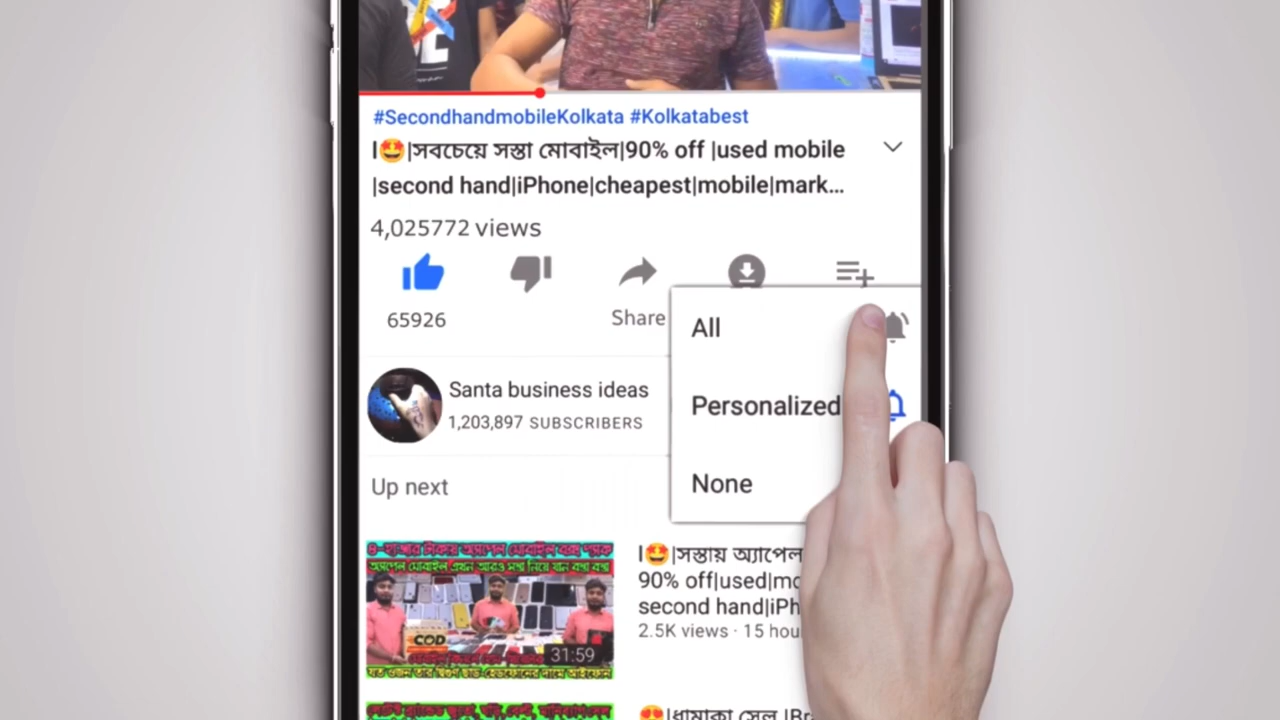 #SecondhandmobileKolkata #Kolkatabest
l🤩|সবচেয়ে সস্তা মোবাইল|90% off |used mobile
|second hand|iPhone|cheapest|mobile|mark...
4,025772 views
65926
Share
All
Personalized
None
Santa business ideas
1,203,897 SUBSCRIBERS
Up next
l🤩|সস্তায় অ্যাপেল
90% off|used|mo
second hand|iPh
2.5K views · 15 hou
COD
31:59
😍|ধামাকা সেল |Br